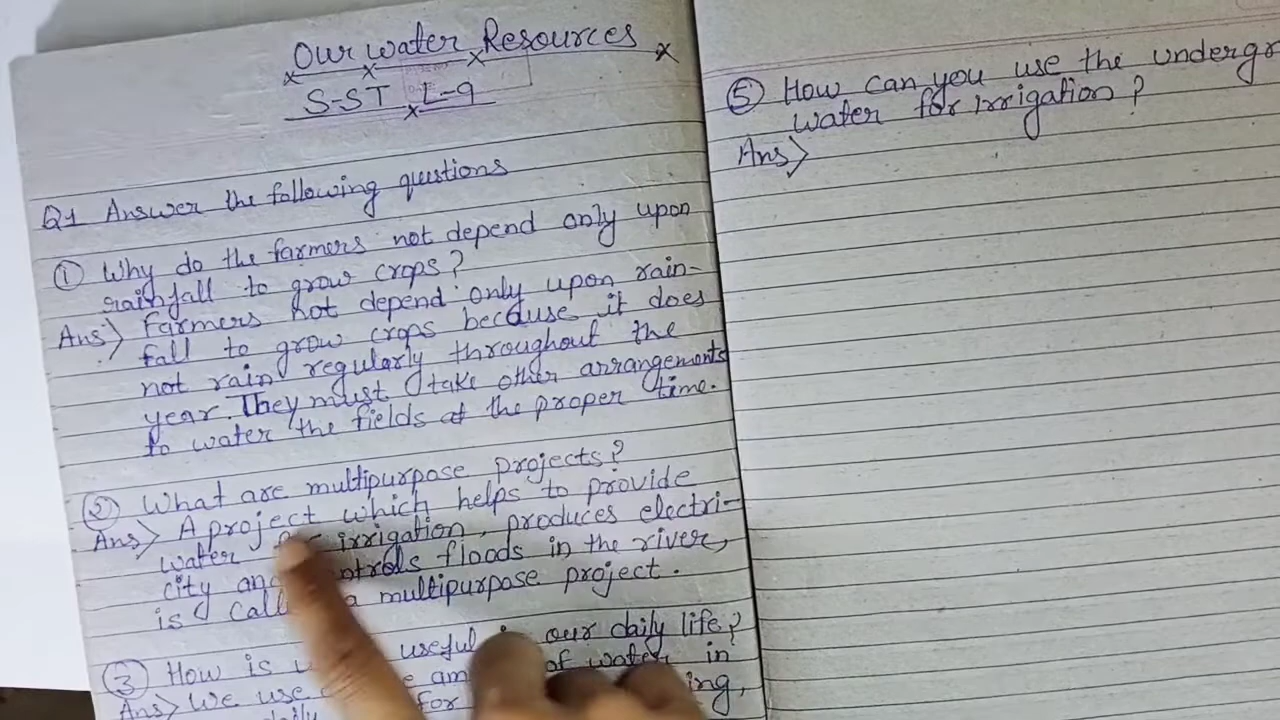 Our water Resources
S-ST L-9
Q1 Answer the following questions
① Why do the farmers not depend only upon
rainfall to grow crops?
Ans> Farmers not depend only upon rain-
fall to grow crops because it does
not rain regularly throughout the
year. They must take other arrangements
to water the fields at the proper time.
② What are multipurpose projects?
Ans> A project which helps to provide
water irrigation, produces electri-
city and controls floods in the river,
is called a multipurpose project.
③ How is useful in our daily life?
Ans> We use of water in
daily for
⑤ How can you use the undergr
water for irrigation?
Ans>